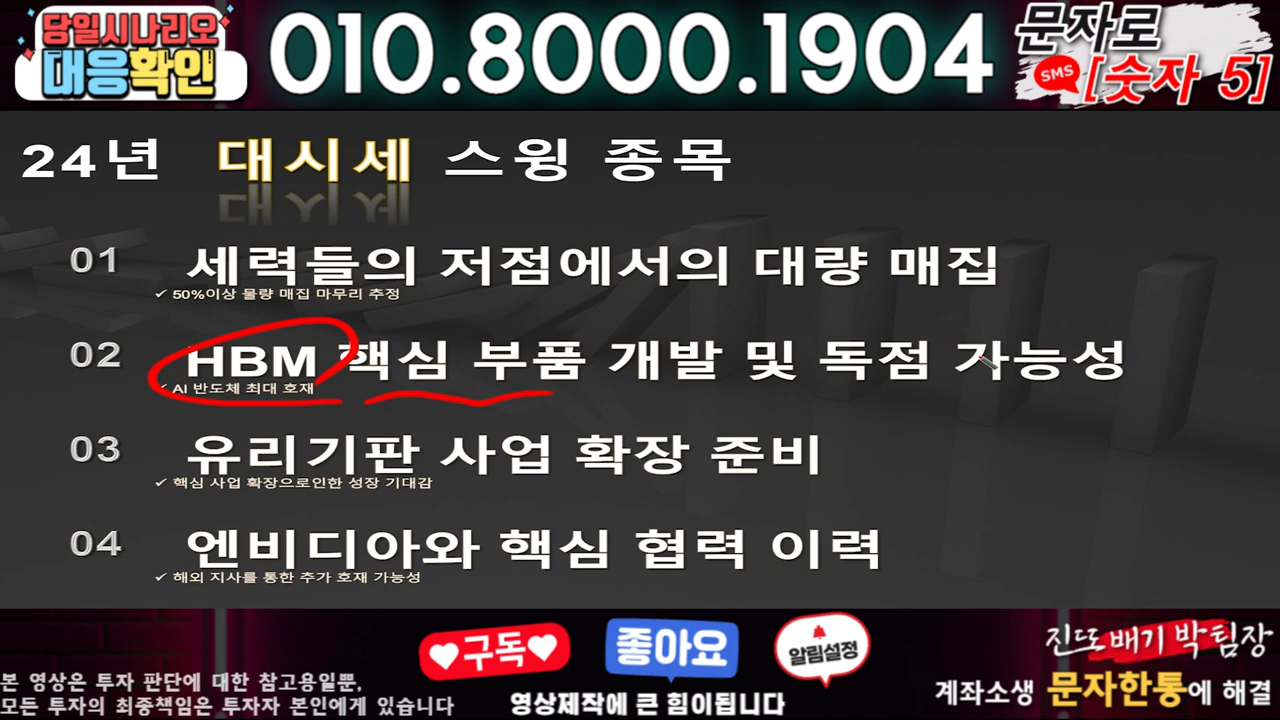 당일시나리오
대응확인
010.8000.1904
문자로
SMS [숫자 5]
24년 대시세 스윙 종목
01 세력들의 저점에서의 대량 매집
✓ 50%이상 물량 매집 마무리 추정
02 HBM 핵심 부품 개발 및 독점 가능성
✓ AI 반도체 최대 호재
03 유리기판 사업 확장 준비
✓ 핵심 사업 확장으로인한 성장 기대감
04 엔비디아와 핵심 협력 이력
✓ 해외 지사를 통한 추가 호재 가능성
구독
좋아요
알림설정
영상제작에 큰 힘이됩니다
본 영상은 투자 판단에 대한 참고용일뿐,
모든 투자의 최종책임은 투자자 본인에게 있습니다
진또배기 박팀장
계좌소생 문자한통에 해결